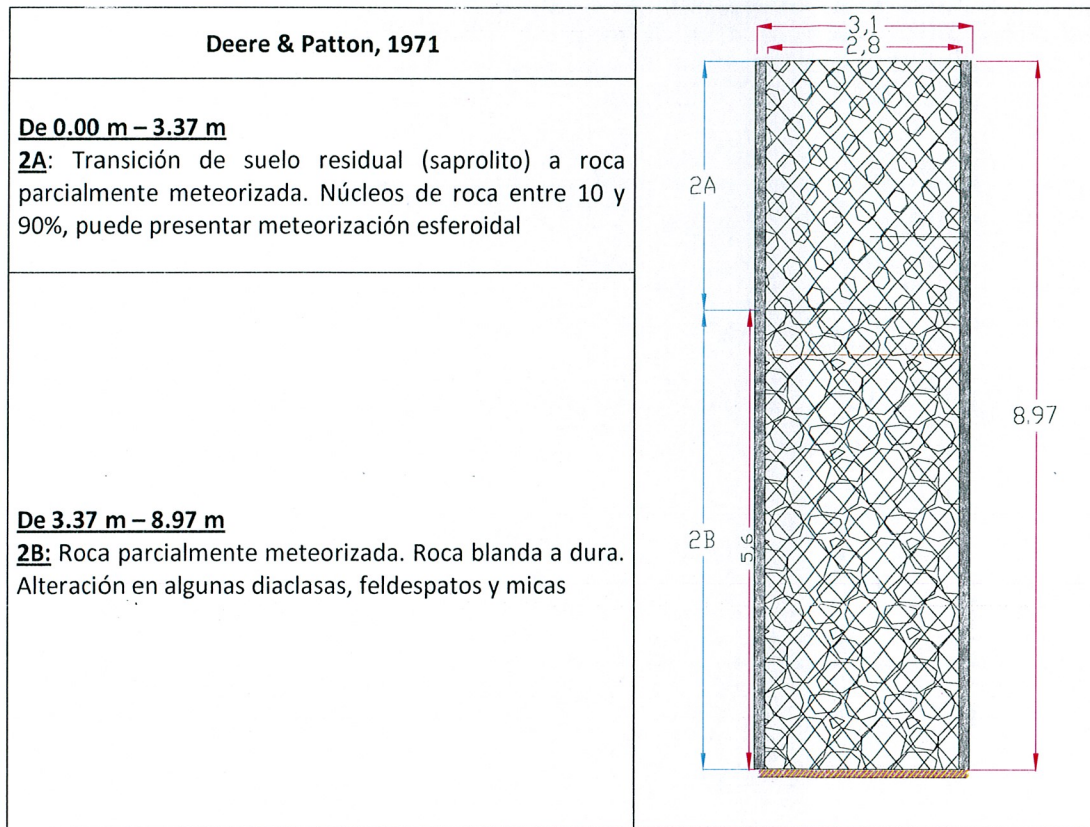 Deere & Patton, 1971
De 0.00 m – 3.37 m
2A: Transición de suelo residual (saprolito) a roca
parcialmente meteorizada. Núcleos de roca entre 10 y
90%, puede presentar meteorización esferoidal
De 3.37 m – 8.97 m
2B: Roca parcialmente meteorizada. Roca blanda a dura.
Alteración en algunas diaclasas, feldespatos y micas
3,1
2,8
2A
8.97
2B
5,6